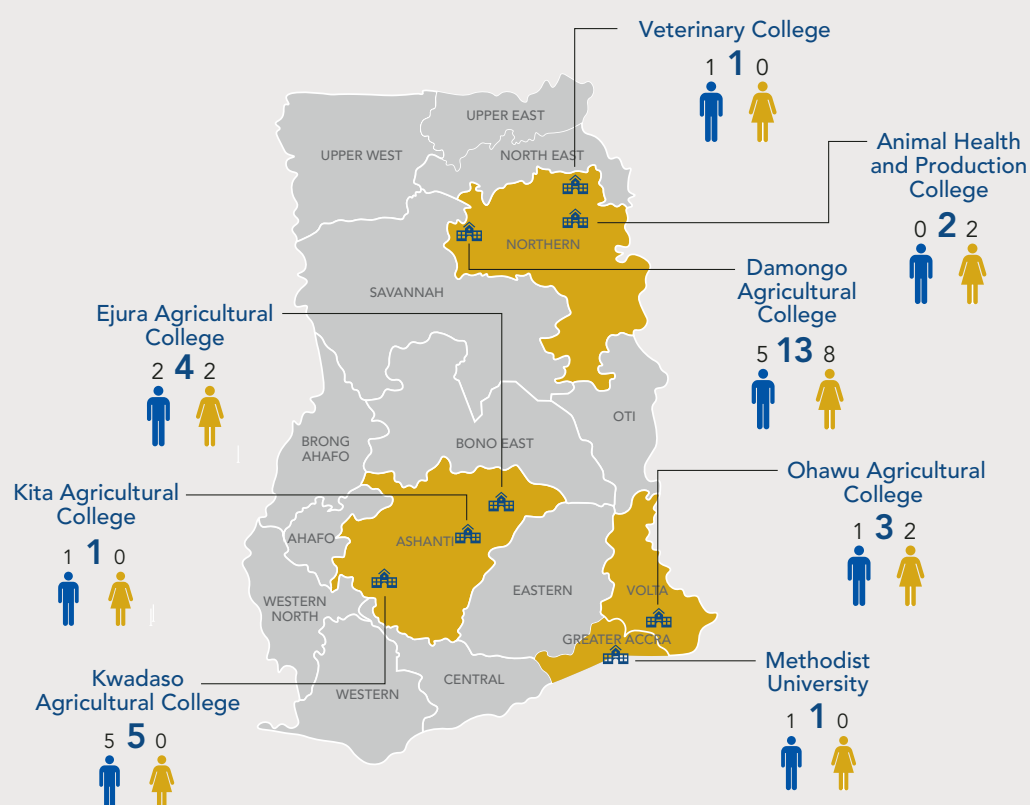 Veterinary College
1 1 0
Animal Health
and Production
College
0 2 2
Damongo
Agricultural
College
5 13 8
Ejura Agricultural
College
2 4 2
Kita Agricultural
College
1 1 0
Kwadaso
Agricultural College
5 5 0
Ohawu Agricultural
College
1 3 2
Methodist
University
1 1 0
UPPER EAST
UPPER WEST
NORTH EAST
NORTHERN
SAVANNAH
OTI
BRONG
AHAFO
BONO EAST
AHAFO
ASHANTI
EASTERN
VOLTA
WESTERN
NORTH
GREATER ACCRA
CENTRAL
WESTERN